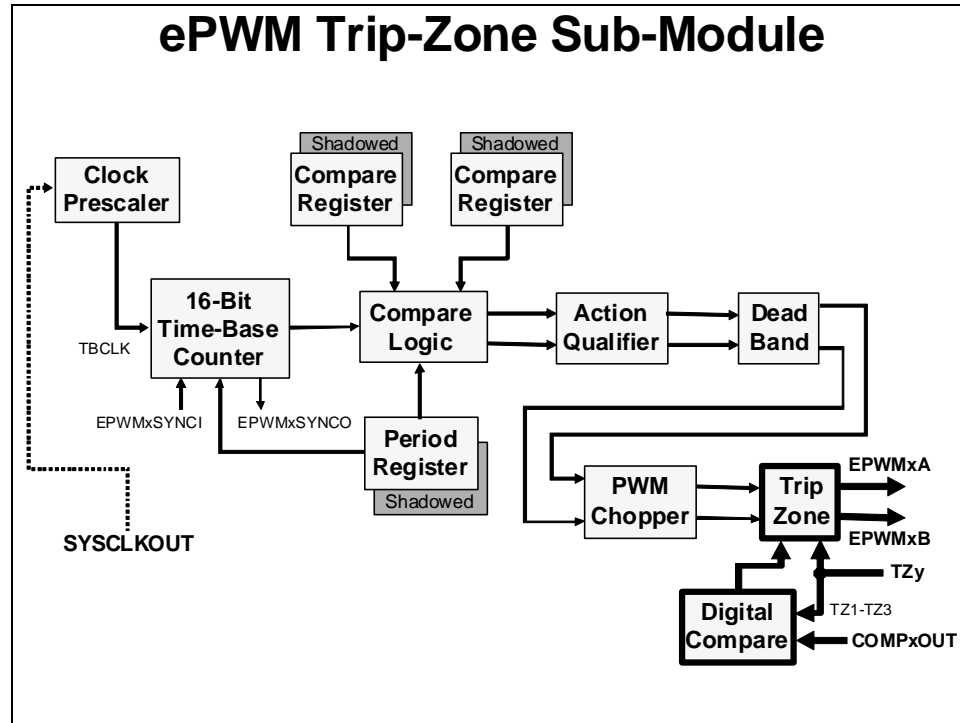 ePWM Trip-Zone Sub-Module
Shadowed
Compare
Register
Shadowed
Compare
Register
Clock
Prescaler
16-Bit
Time-Base
Counter
Compare
Logic
Action
Qualifier
Dead
Band
TBCLK
EPWMxSYNCI
EPWMxSYNCO
Period
Register
Shadowed
PWM
Chopper
Trip
Zone
EPWMxA
EPWMxB
SYSCLKOUT
TZy
TZ1-TZ3
Digital
Compare
COMPxOUT